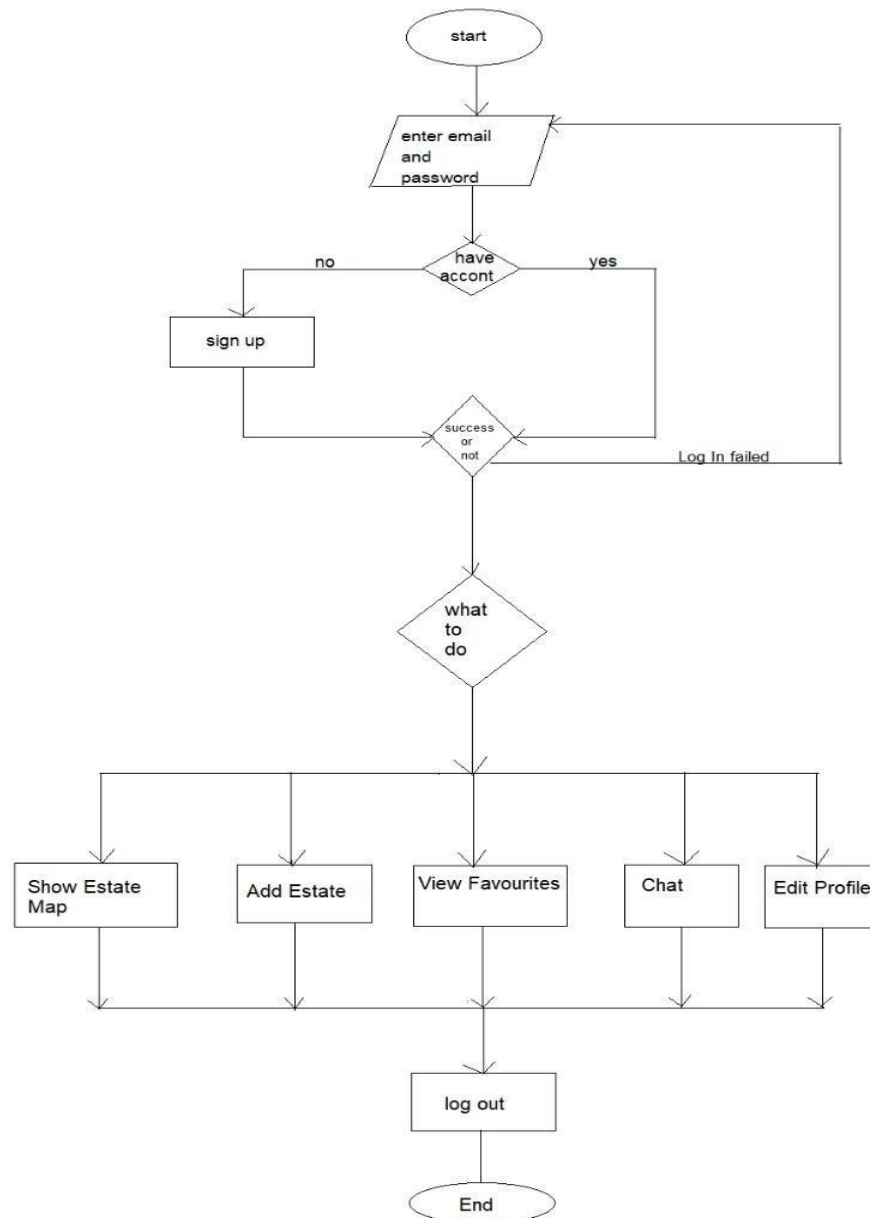 start
enter email
and
password
no
have
accont
yes
sign up
success
or
not
Log In failed
what
to
do
Show Estate
Map
Add Estate
View Favourites
Chat
Edit Profile
log out
End